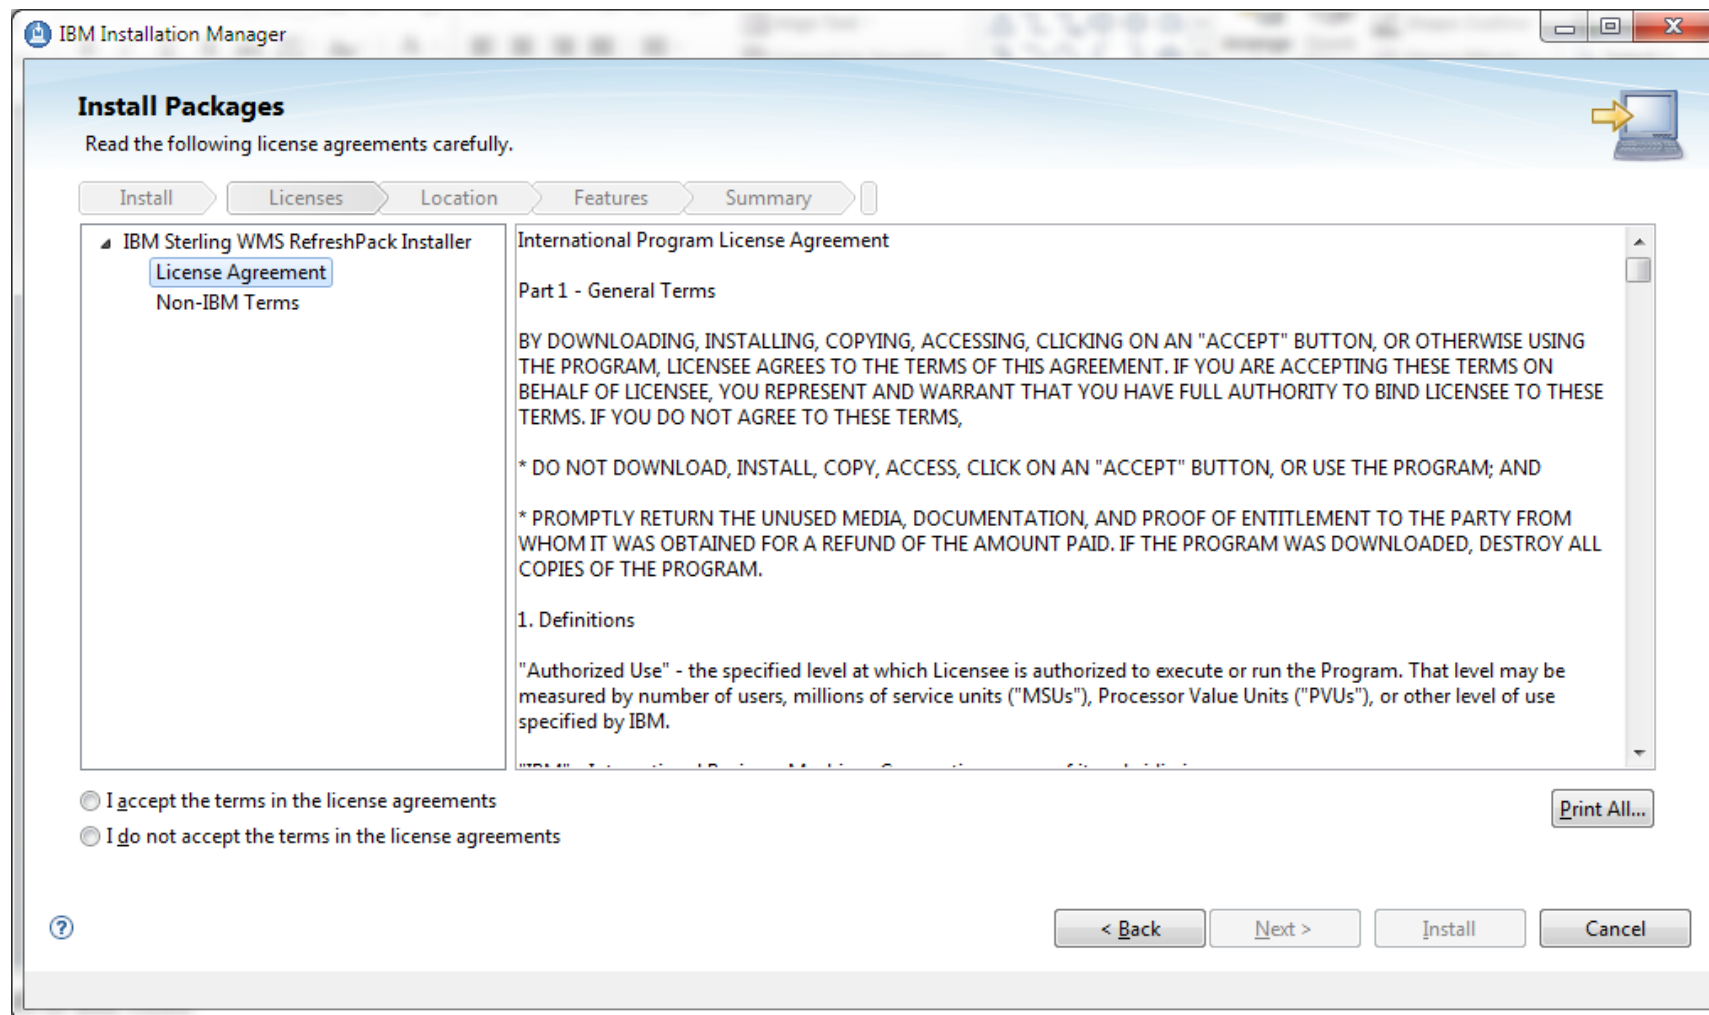 IBM Installation Manager
Install Packages
Read the following license agreements carefully.
Install
Licenses
Location
Features
Summary
IBM Sterling WMS RefreshPack Installer
License Agreement
Non-IBM Terms
International Program License Agreement
Part 1 - General Terms
BY DOWNLOADING, INSTALLING, COPYING, ACCESSING, CLICKING ON AN "ACCEPT" BUTTON, OR OTHERWISE USING
THE PROGRAM, LICENSEE AGREES TO THE TERMS OF THIS AGREEMENT. IF YOU ARE ACCEPTING THESE TERMS ON
BEHALF OF LICENSEE, YOU REPRESENT AND WARRANT THAT YOU HAVE FULL AUTHORITY TO BIND LICENSEE TO THESE
TERMS. IF YOU DO NOT AGREE TO THESE TERMS,
* DO NOT DOWNLOAD, INSTALL, COPY, ACCESS, CLICK ON AN "ACCEPT" BUTTON, OR USE THE PROGRAM; AND
* PROMPTLY RETURN THE UNUSED MEDIA, DOCUMENTATION, AND PROOF OF ENTITLEMENT TO THE PARTY FROM
WHOM IT WAS OBTAINED FOR A REFUND OF THE AMOUNT PAID. IF THE PROGRAM WAS DOWNLOADED, DESTROY ALL
COPIES OF THE PROGRAM.
1. Definitions
"Authorized Use" - the specified level at which Licensee is authorized to execute or run the Program. That level may be
measured by number of users, millions of service units ("MSUs"), Processor Value Units ("PVUs"), or other level of use
specified by IBM.
I accept the terms in the license agreements
Print All...
I do not accept the terms in the license agreements
< Back
Next >
Install
Cancel